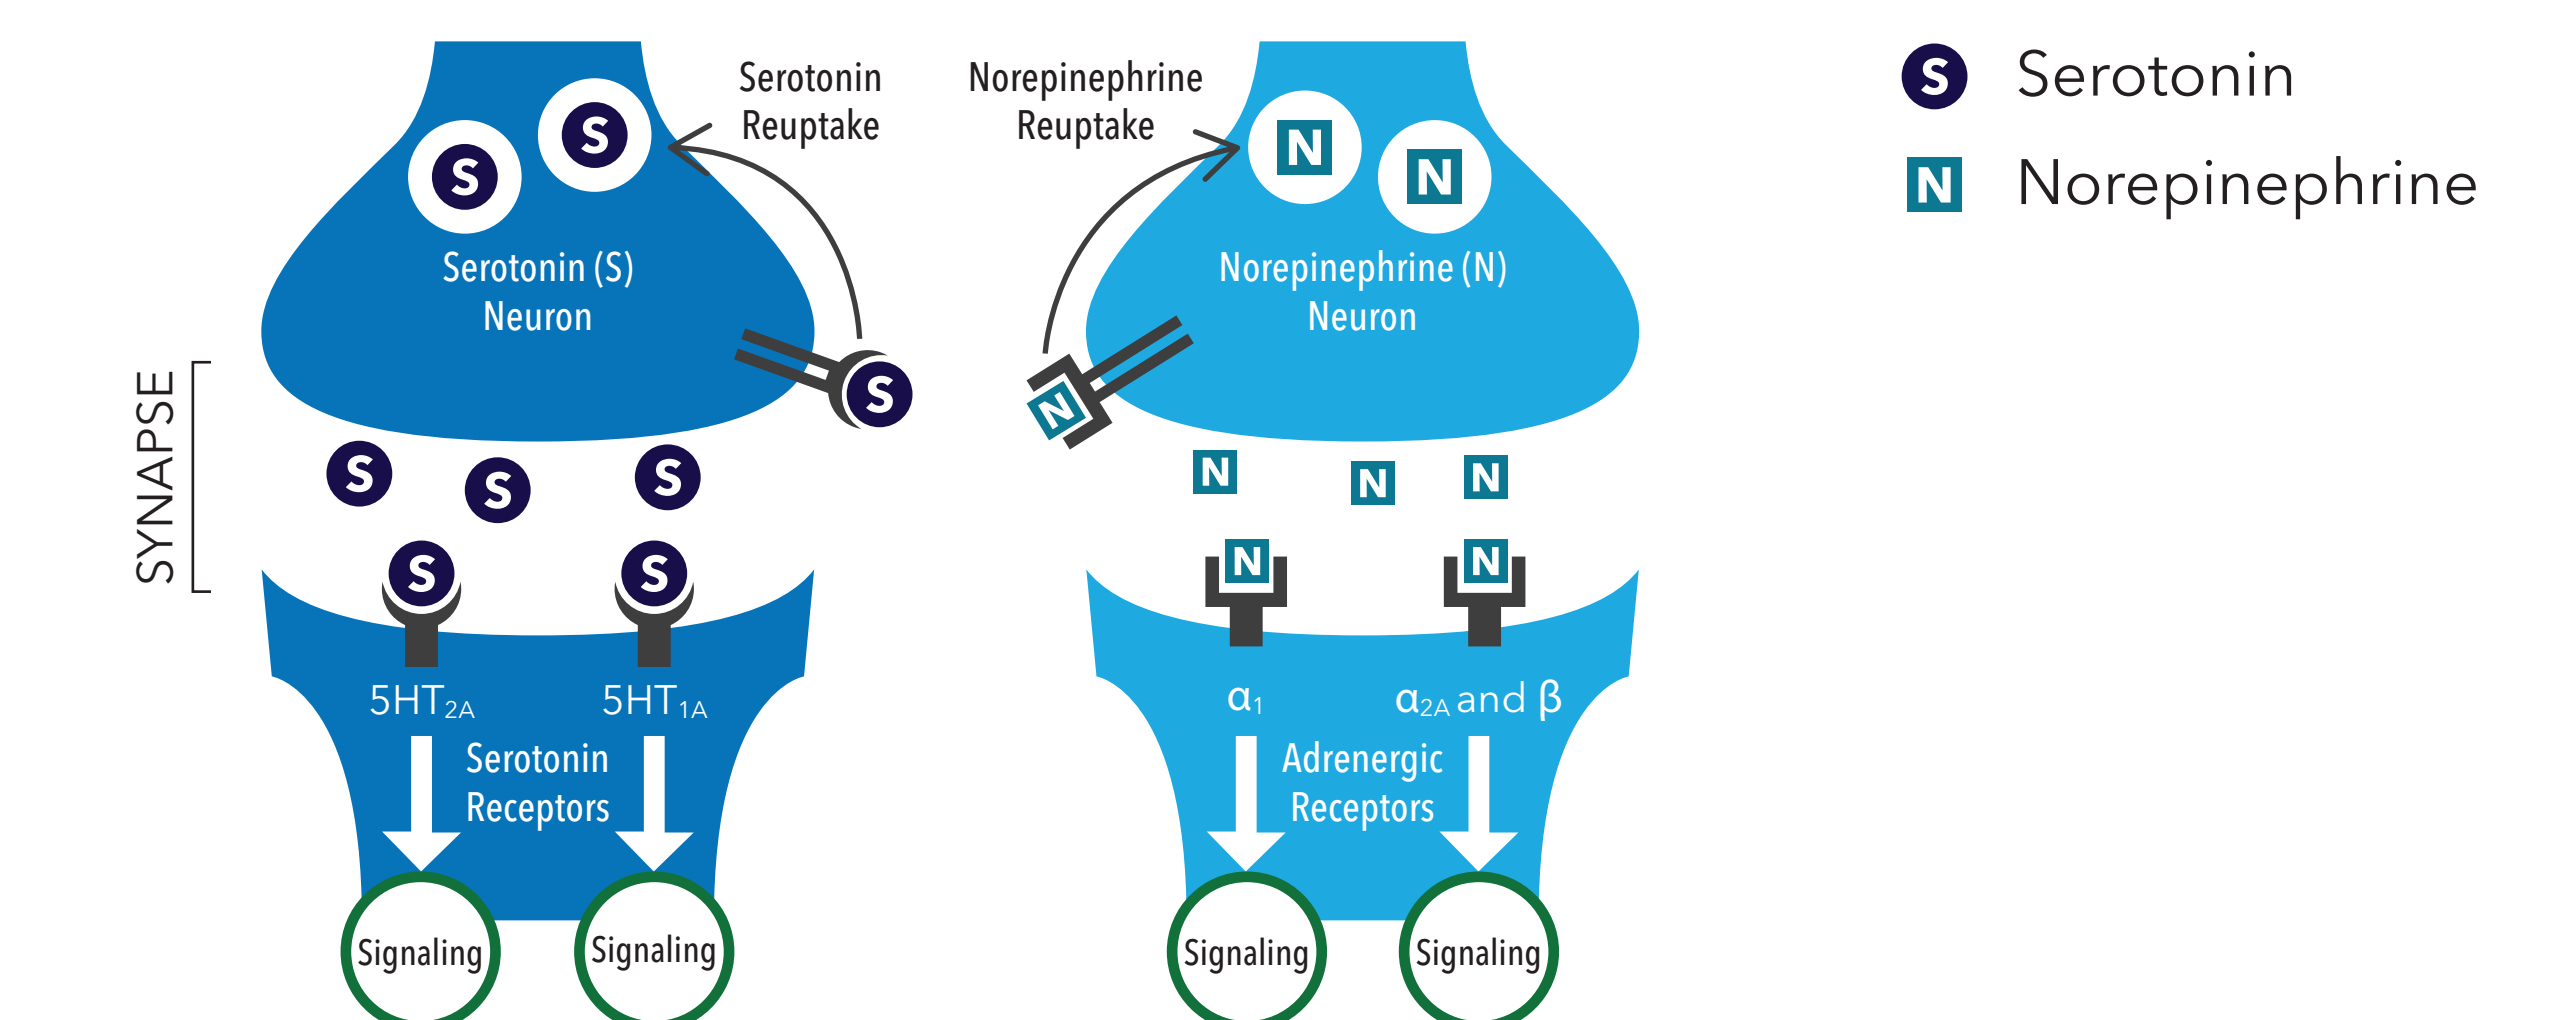 Serotonin
Reuptake
Norepinephrine
Reuptake
S Serotonin
N Norepinephrine
S
S
N
N
Serotonin (S)
Neuron
Norepinephrine (N)
Neuron
SYNAPSE
S
N
S
S
S
N
N
N
S
S
N
N
5HT2A
5HT1A
α1
α2A and β
Serotonin
Receptors
Adrenergic
Receptors
Signaling
Signaling
Signaling
Signaling